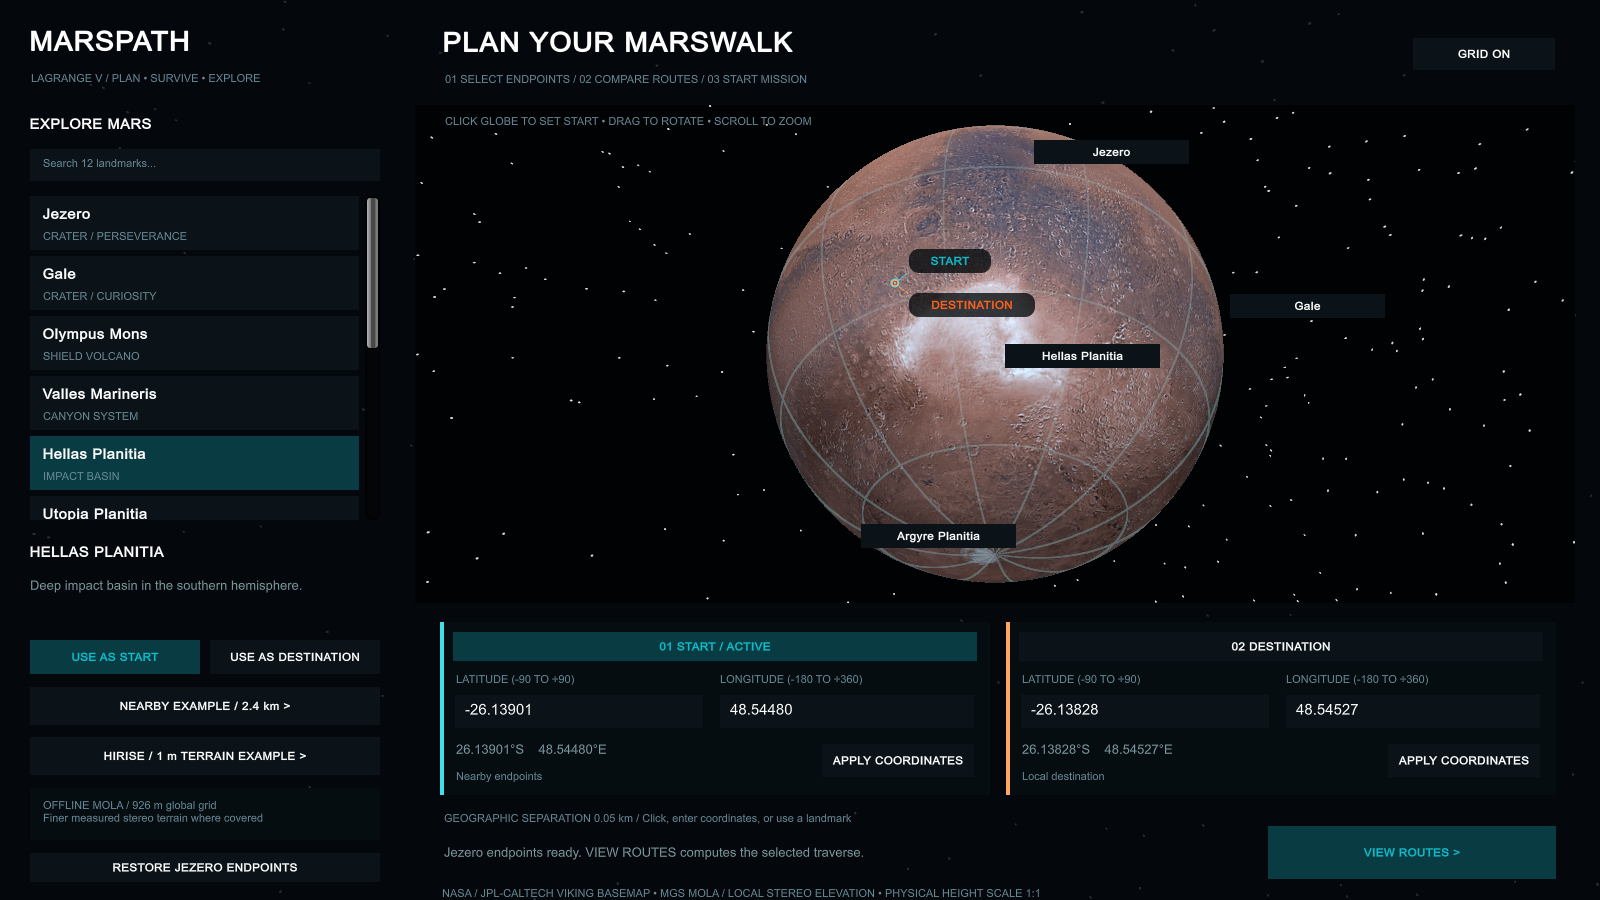 MARSPATH
LAGRANGE V / PLAN • SURVIVE • EXPLORE
EXPLORE MARS
Search 12 landmarks...
Jezero
CRATER / PERSEVERANCE
Gale
CRATER / CURIOSITY
Olympus Mons
SHIELD VOLCANO
Valles Marineris
CANYON SYSTEM
Hellas Planitia
IMPACT BASIN
Utopia Planitia
HELLAS PLANITIA
Deep impact basin in the southern hemisphere.
USE AS START
USE AS DESTINATION
NEARBY EXAMPLE / 2.4 km >
HIRISE / 1 m TERRAIN EXAMPLE >
OFFLINE MOLA / 926 m global grid
Finer measured stereo terrain where covered
RESTORE JEZERO ENDPOINTS
PLAN YOUR MARSWALK
01 SELECT ENDPOINTS / 02 COMPARE ROUTES / 03 START MISSION
GRID ON
CLICK GLOBE TO SET START • DRAG TO ROTATE • SCROLL TO ZOOM
Jezero
START
DESTINATION
Gale
Hellas Planitia
Argyre Planitia
01 START / ACTIVE
LATITUDE (-90 TO +90)
LONGITUDE (-180 TO +360)
-26.13901
48.54480
26.13901°S 48.54480°E
Nearby endpoints
APPLY COORDINATES
02 DESTINATION
LATITUDE (-90 TO +90)
LONGITUDE (-180 TO +360)
-26.13828
48.54527
26.13828°S 48.54527°E
Local destination
APPLY COORDINATES
GEOGRAPHIC SEPARATION 0.05 km / Click, enter coordinates, or use a landmark
Jezero endpoints ready. VIEW ROUTES computes the selected traverse.
VIEW ROUTES >
NASA / JPL-CALTECH VIKING BASEMAP • MGS MOLA / LOCAL STEREO ELEVATION • PHYSICAL HEIGHT SCALE 1:1